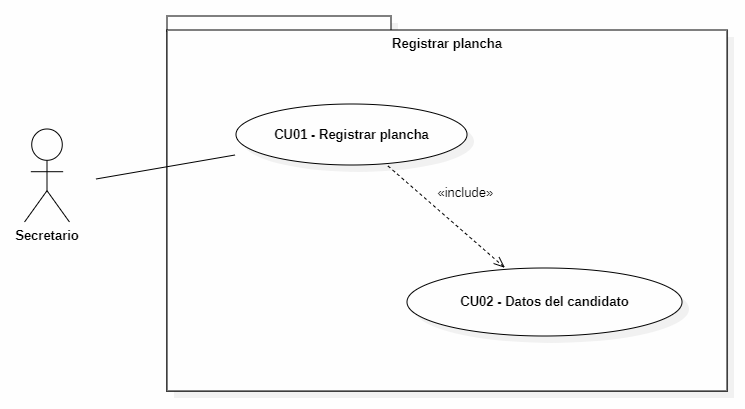 Registrar plancha
CU01 - Registrar plancha
«include»
Secretario
CU02 - Datos del candidato